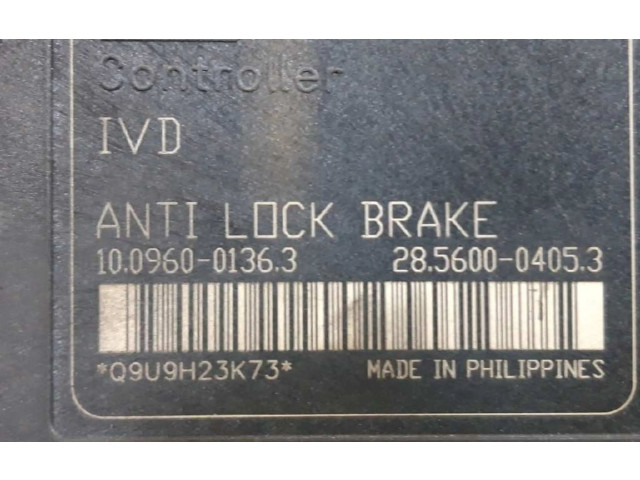 Controller
IVD
ANTI LOCK BRAKE
10.0960-0136.3 28.5600-0405.3
*Q9U9H23K73* MADE IN PHILIPPINES